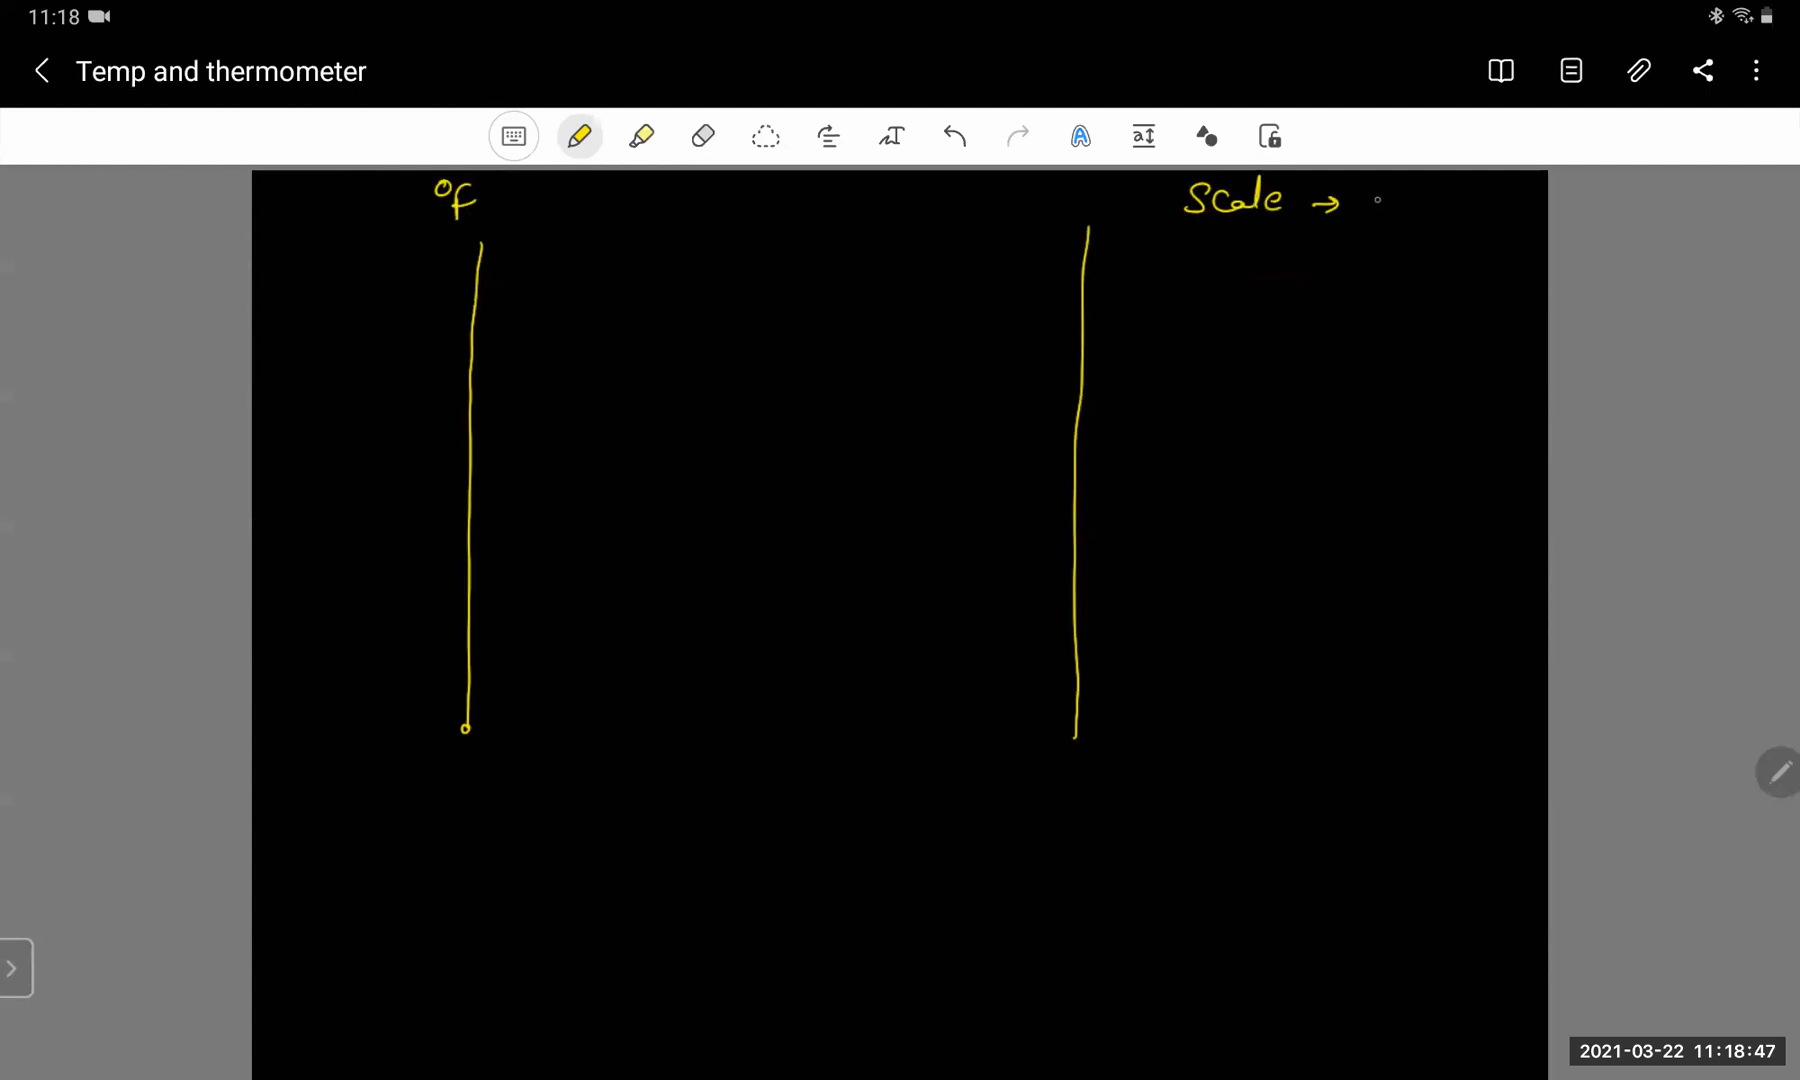 11:18
Temp and thermometer
°F
Scale →
2021-03-22 11:18:47